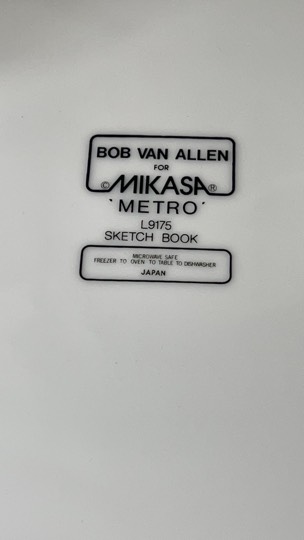 BOB VAN ALLEN
FOR
©MIKASA®
'METRO'
L9175
SKETCH BOOK
MICROWAVE SAFE
FREEZER TO OVEN TO TABLE TO DISHWASHER
JAPAN